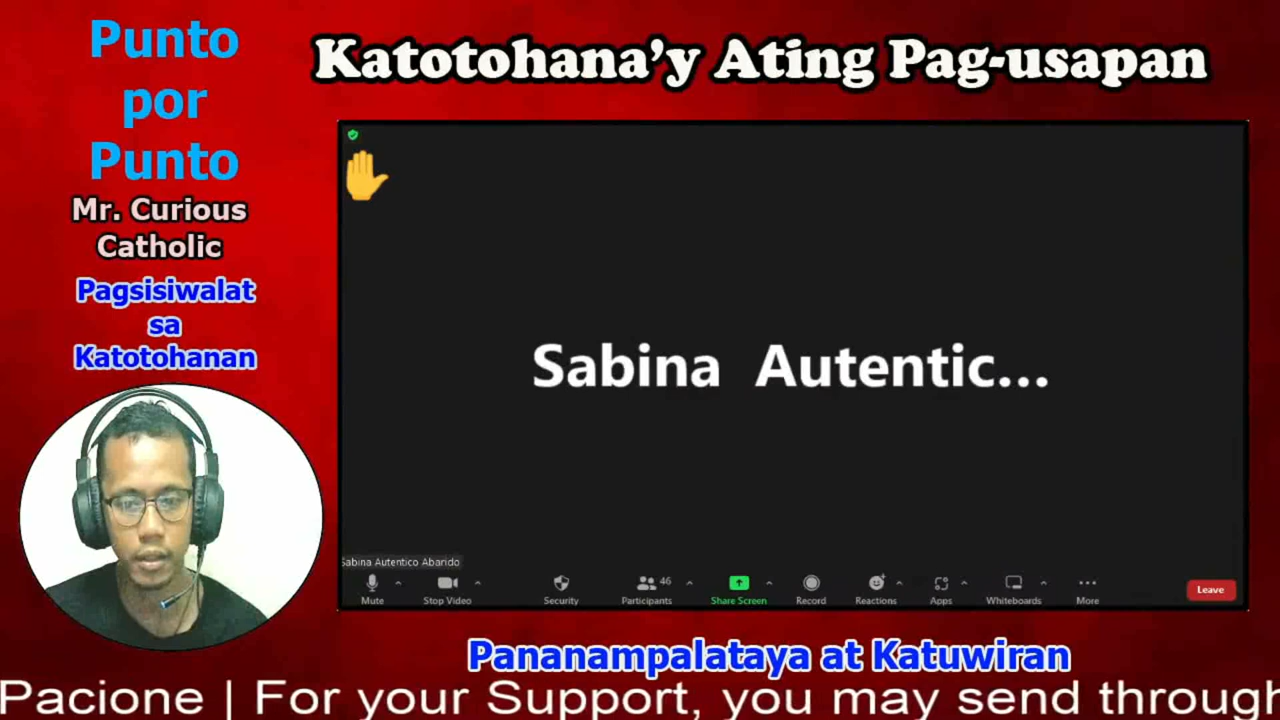 Punto
por
Punto
Mr. Curious
Catholic
Pagsisiwalat
sa
Katotohanan
Katotohana'y Ating Pag-usapan
Sabina Autentic...
Sabina Autentico Abarido
Mute
Stop Video
Security
46
Participants
Share Screen
Record
Reactions
Apps
Whiteboards
More
Leave
Pananampalataya at Katuwiran
Pacione | For your Support, you may send through